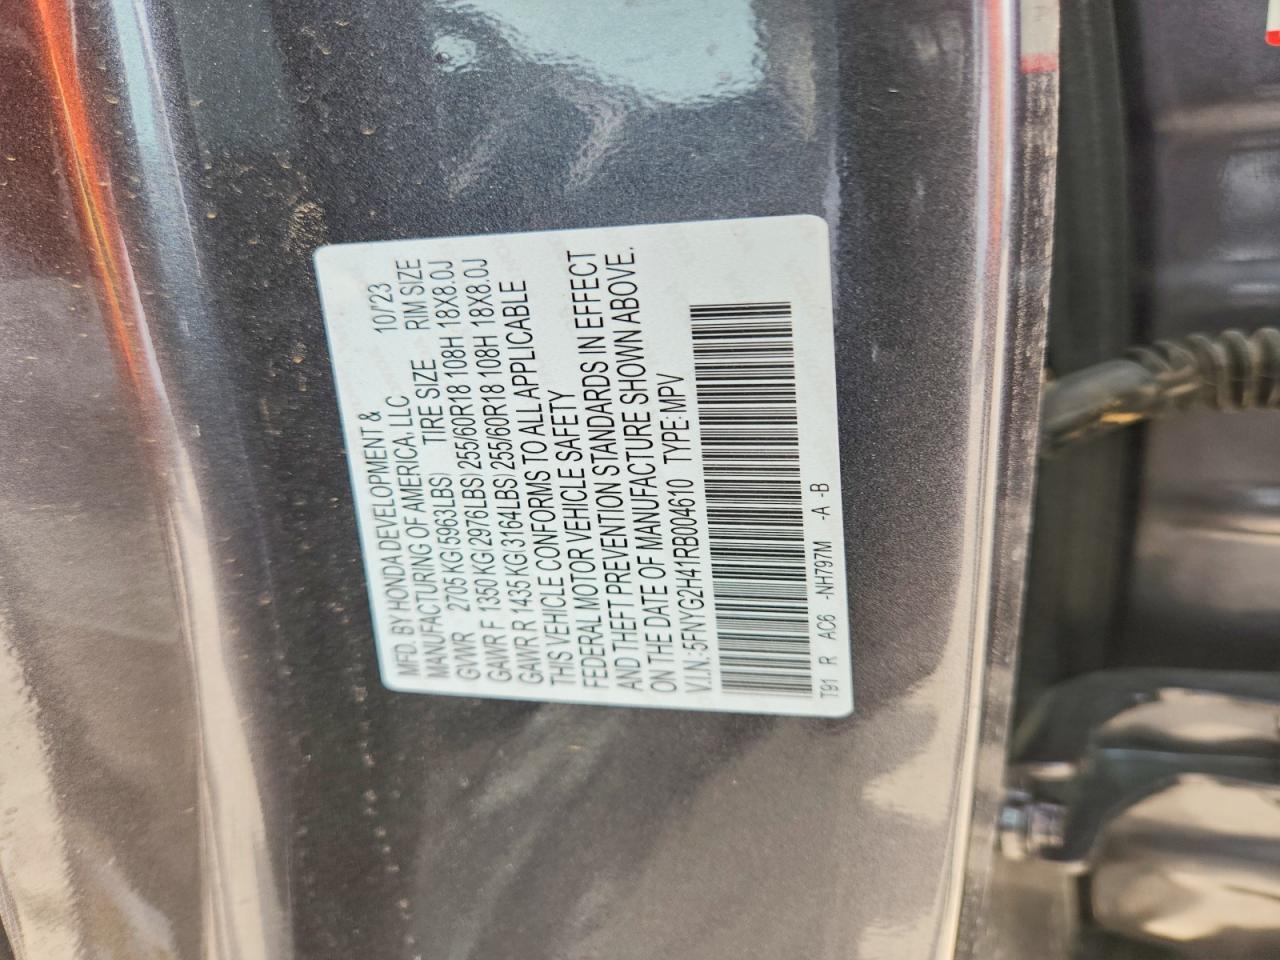 MFD. BY HONDA DEVELOPMENT & 10/23
MANUFACTURING OF AMERICA, LLC
GVWR 2705 KG(5963LBS) TIRE SIZE RIM SIZE
GAWR F 1350 KG(2976LBS) 255/60R18 108H 18X8.0J
GAWR R 1435 KG(3164LBS) 255/60R18 108H 18X8.0J
THIS VEHICLE CONFORMS TO ALL APPLICABLE
FEDERAL MOTOR VEHICLE SAFETY
AND THEFT PREVENTION STANDARDS IN EFFECT
ON THE DATE OF MANUFACTURE SHOWN ABOVE.
V.I.N.:5FNYG2H41RB004610 TYPE: MPV
T91 R AC6 -NH797M -A -B